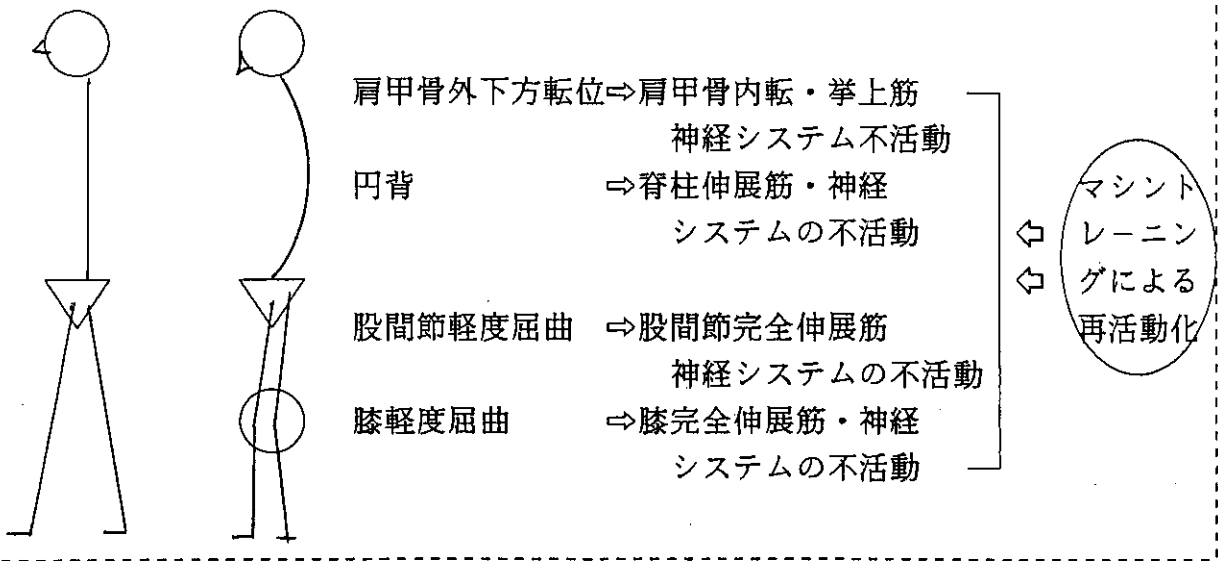 肩甲骨外下方転位⇨肩甲骨内転・挙上筋
神経システム不活動
円背 ⇨脊柱伸展筋・神経
システムの不活動
股間節軽度屈曲 ⇨股間節完全伸展筋
神経システムの不活動
膝軽度屈曲 ⇨膝完全伸展筋・神経
システムの不活動
⇦
⇦
マシント
レーニン
グによる
再活動化